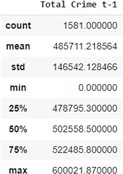 Total Crime t-1
count 1581.000000
mean 485711.218564
std 146542.128466
min 0.000000
25% 478795.300000
50% 502558.500000
75% 522485.800000
max 600021.870000